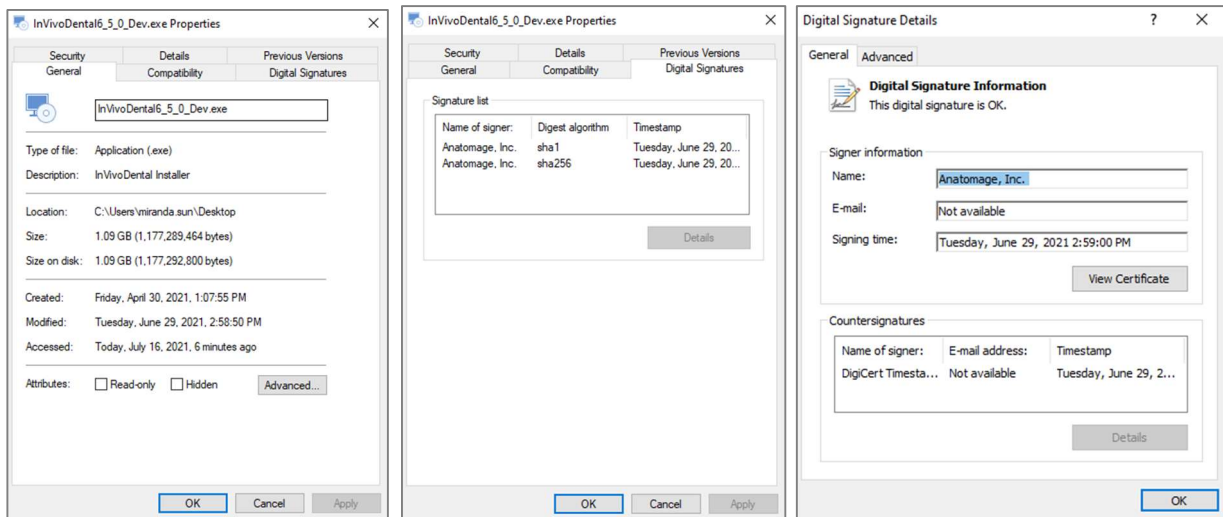 InVivoDental6_5_0_Dev.exe Properties
Security Details Previous Versions
General Compatibility Digital Signatures
InVivoDental6_5_0_Dev.exe
Type of file: Application (.exe)
Description: InVivoDental Installer
Location: C:\Users\miranda.sun\Desktop
Size: 1.09 GB (1,177,289,464 bytes)
Size on disk: 1.09 GB (1,177,292,800 bytes)
Created: Friday, April 30, 2021, 1:07:55 PM
Modified: Tuesday, June 29, 2021, 2:58:50 PM
Accessed: Today, July 16, 2021, 6 minutes ago
Attributes: Read-only Hidden Advanced...
OK Cancel Apply
InVivoDental6_5_0_Dev.exe Properties
Security Details Previous Versions
General Compatibility Digital Signatures
Signature list
Name of signer: Digest algorithm Timestamp
Anatomage, Inc. sha1 Tuesday, June 29, 20...
Anatomage, Inc. sha256 Tuesday, June 29, 20...
Details
OK Cancel Apply
Digital Signature Details ?
General Advanced
Digital Signature Information
This digital signature is OK.
Signer information
Name: Anatomage, Inc.
E-mail: Not available
Signing time: Tuesday, June 29, 2021 2:59:00 PM
View Certificate
Countersignatures
Name of signer: E-mail address: Timestamp
DigiCert Timesta... Not available Tuesday, June 29, 2...
Details
OK